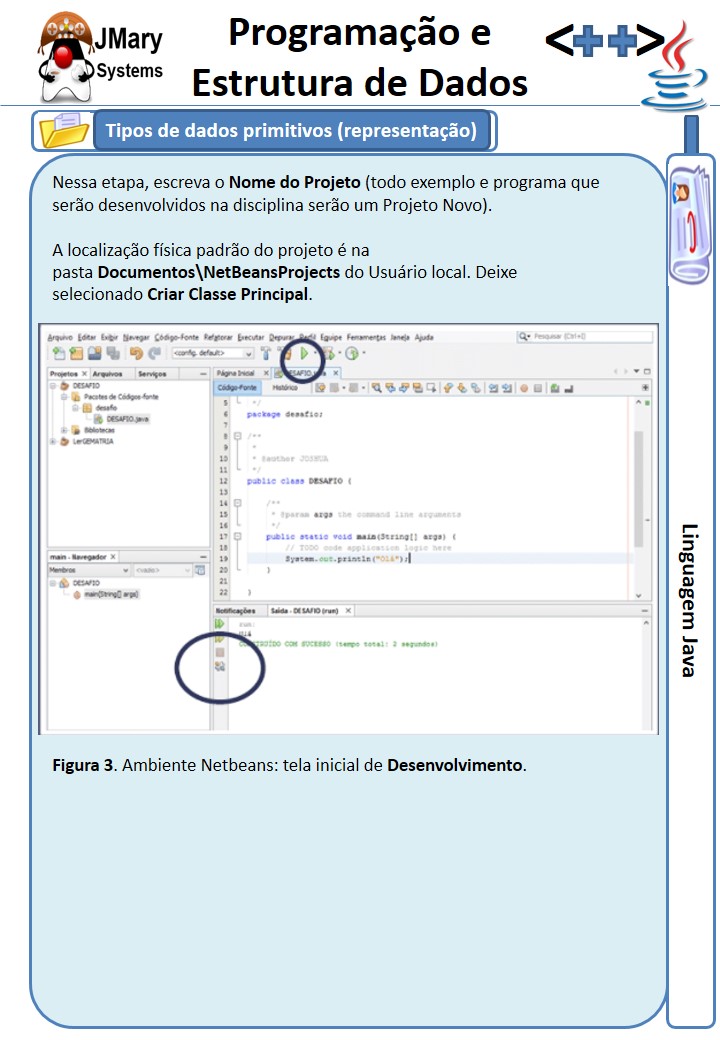 JMary
Systems
Programação e
Estrutura de Dados
Tipos de dados primitivos (representação)
Nessa etapa, escreva o Nome do Projeto (todo exemplo e programa que
serão desenvolvidos na disciplina serão um Projeto Novo).
A localização física padrão do projeto é na
pasta Documentos\NetBeansProjects do Usuário local. Deixe
selecionado Criar Classe Principal.
Arquivo Editar Exibir Navegar Código-Fonte Refatorar Executar Depurar Perfil Equipe Ferramentas Janela Ajuda
Pesquisar (Ctrl+I)
<config. default>
Projetos Arquivos Serviços
Página Inicial DESAFIO.java
DESAFIO
Pacotes de Códigos-fonte
desafio
DESAFIO.java
Bibliotecas
LerGEMATRIA
Código-Fonte Histórico
5 */
6 package desafio;
7
8 /**
9 *
10 * @author JOSHUA
11 */
12 public class DESAFIO {
13
14 /**
15 * @param args the command line arguments
16 */
17 public static void main(String[] args) {
18 // TODO code application logic here
19 System.out.println("Olá");
20 }
21
22 }
main - Navegador
Membros <vazio>
DESAFIO
main(String[] args)
Notificações Saída - DESAFIO (run)
run:
Olá
CONSTRUÍDO COM SUCESSO (tempo total: 2 segundos)
Figura 3. Ambiente Netbeans: tela inicial de Desenvolvimento.
Linguagem Java